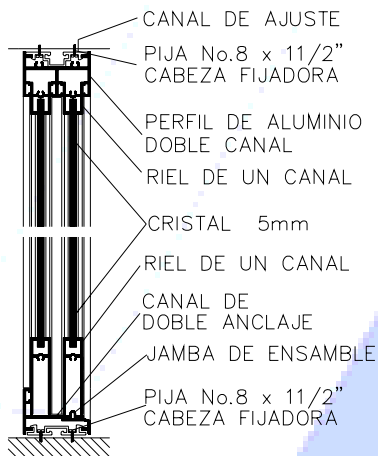 CANAL DE AJUSTE
PIJA No.8 x 11/2"
CABEZA FIJADORA
PERFIL DE ALUMINIO
DOBLE CANAL
RIEL DE UN CANAL
CRISTAL 5mm
RIEL DE UN CANAL
CANAL DE
DOBLE ANCLAJE
JAMBA DE ENSAMBLE
PIJA No.8 x 11/2"
CABEZA FIJADORA